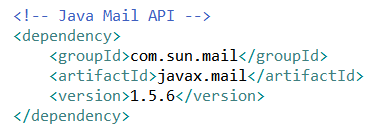 <!-- Java Mail API -->
<dependency>
    <groupId>com.sun.mail</groupId>
    <artifactId>javax.mail</artifactId>
    <version>1.5.6</version>
</dependency>